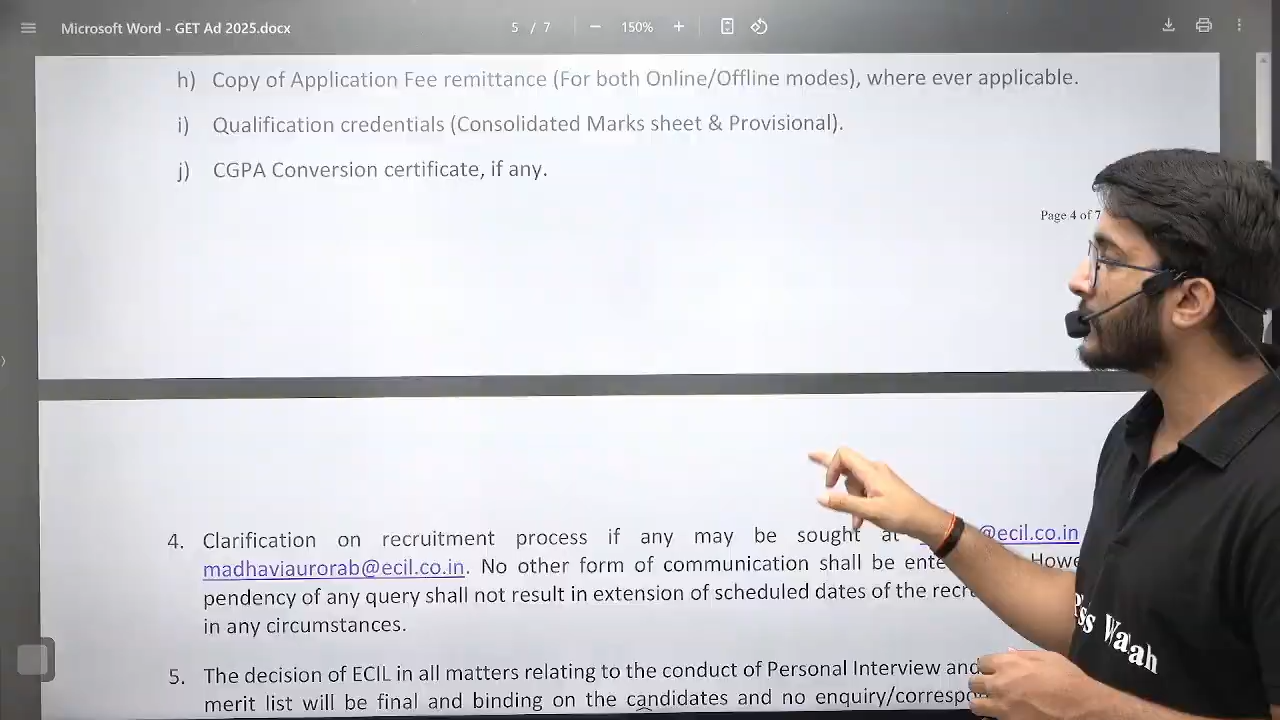 Microsoft Word - GET Ad 2025.docx
5 / 7
150%
h) Copy of Application Fee remittance (For both Online/Offline modes), where ever applicable.
i) Qualification credentials (Consolidated Marks sheet & Provisional).
j) CGPA Conversion certificate, if any.
Page 4 of 7
4. Clarification on recruitment process if any may be sought at @ecil.co.in
madhaviaurorab@ecil.co.in. No other form of communication shall be
pendency of any query shall not result in extension of scheduled dates of the
in any circumstances.
5. The decision of ECIL in all matters relating to the conduct of Personal Interview and
merit list will be final and binding on the candidates and no